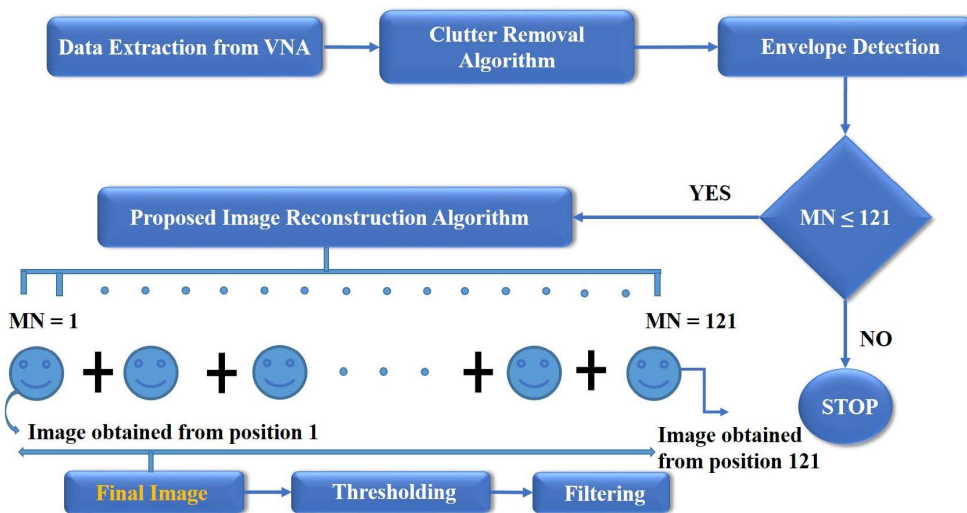 Data Extraction from VNA
Clutter Removal
Algorithm
Envelope Detection
YES
MN ≤ 121
Proposed Image Reconstruction Algorithm
MN = 1
MN = 121
NO
STOP
Image obtained from position 1
Image obtained
from position 121
Final Image
Thresholding
Filtering